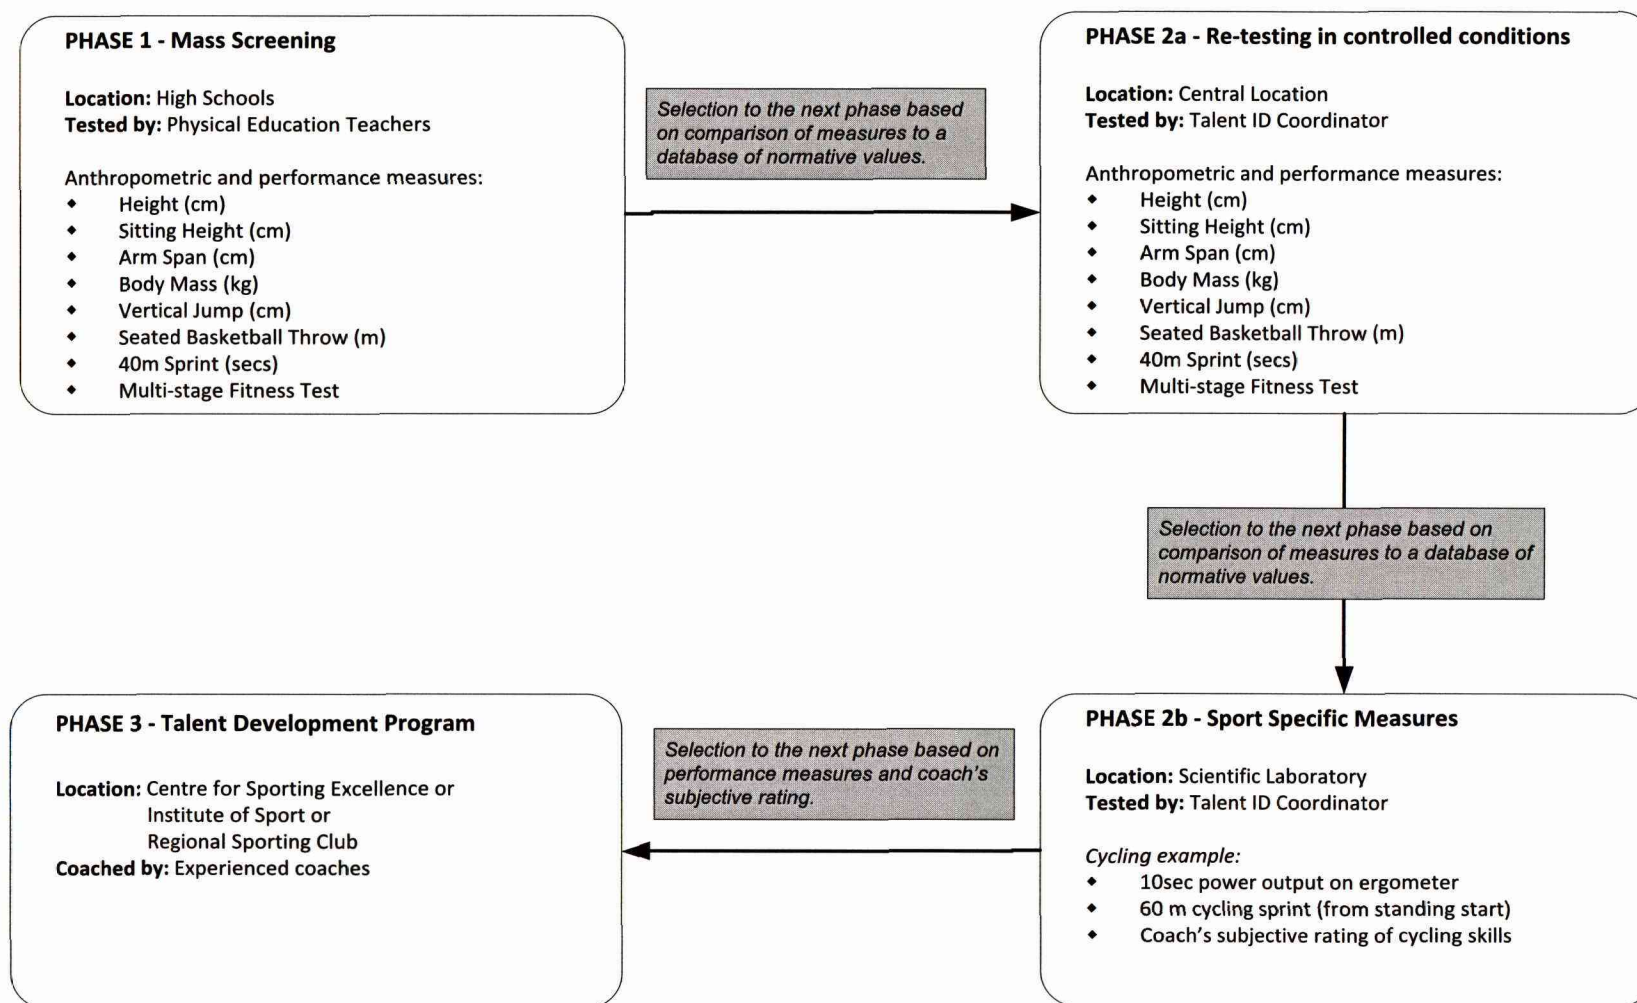 PHASE 1 - Mass Screening
Location: High Schools
Tested by: Physical Education Teachers
Anthropometric and performance measures:
◆ Height (cm)
◆ Sitting Height (cm)
◆ Arm Span (cm)
◆ Body Mass (kg)
◆ Vertical Jump (cm)
◆ Seated Basketball Throw (m)
◆ 40m Sprint (secs)
◆ Multi-stage Fitness Test
Selection to the next phase based
on comparison of measures to a
database of normative values.
PHASE 2a - Re-testing in controlled conditions
Location: Central Location
Tested by: Talent ID Coordinator
Anthropometric and performance measures:
◆ Height (cm)
◆ Sitting Height (cm)
◆ Arm Span (cm)
◆ Body Mass (kg)
◆ Vertical Jump (cm)
◆ Seated Basketball Throw (m)
◆ 40m Sprint (secs)
◆ Multi-stage Fitness Test
Selection to the next phase based on
comparison of measures to a database of
normative values.
PHASE 2b - Sport Specific Measures
Location: Scientific Laboratory
Tested by: Talent ID Coordinator
Cycling example:
◆ 10sec power output on ergometer
◆ 60 m cycling sprint (from standing start)
◆ Coach's subjective rating of cycling skills
Selection to the next phase based on
performance measures and coach's
subjective rating.
PHASE 3 - Talent Development Program
Location: Centre for Sporting Excellence or
Institute of Sport or
Regional Sporting Club
Coached by: Experienced coaches